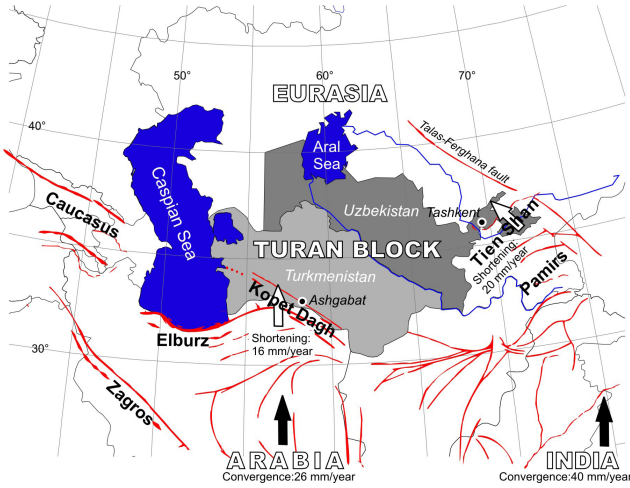 50°
60°
70°
EURASIA
40°
Talas-Ferghana fault
Aral
Sea
Caspian Sea
Caucasus
Uzbekistan
Tashkent
Tien Shan
Shortening:
20 mm/year
TURAN BLOCK
Pamirs
Turkmenistan
Ashgabat
Kopet Dagh
Elburz
Shortening:
16 mm/year
30°
Zagros
ARABIA
Convergence:26 mm/year
INDIA
Convergence:40 mm/year